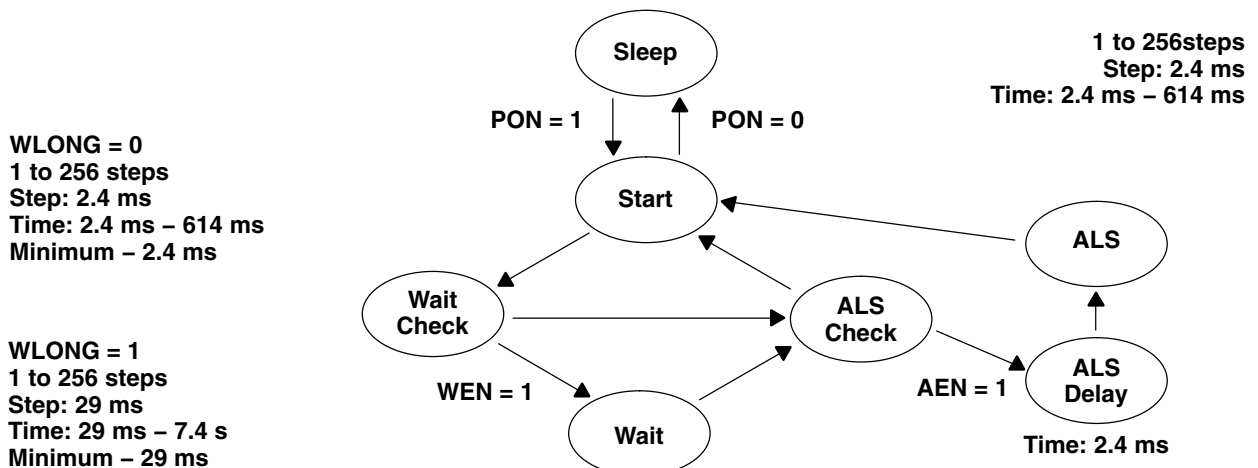 Sleep
1 to 256steps
Step: 2.4 ms
Time: 2.4 ms – 614 ms
PON = 1
PON = 0
WLONG = 0
1 to 256 steps
Step: 2.4 ms
Time: 2.4 ms – 614 ms
Minimum – 2.4 ms
Start
ALS
Wait
Check
ALS
Check
WLONG = 1
1 to 256 steps
Step: 29 ms
Time: 29 ms – 7.4 s
Minimum – 29 ms
WEN = 1
AEN = 1
ALS
Delay
Wait
Time: 2.4 ms